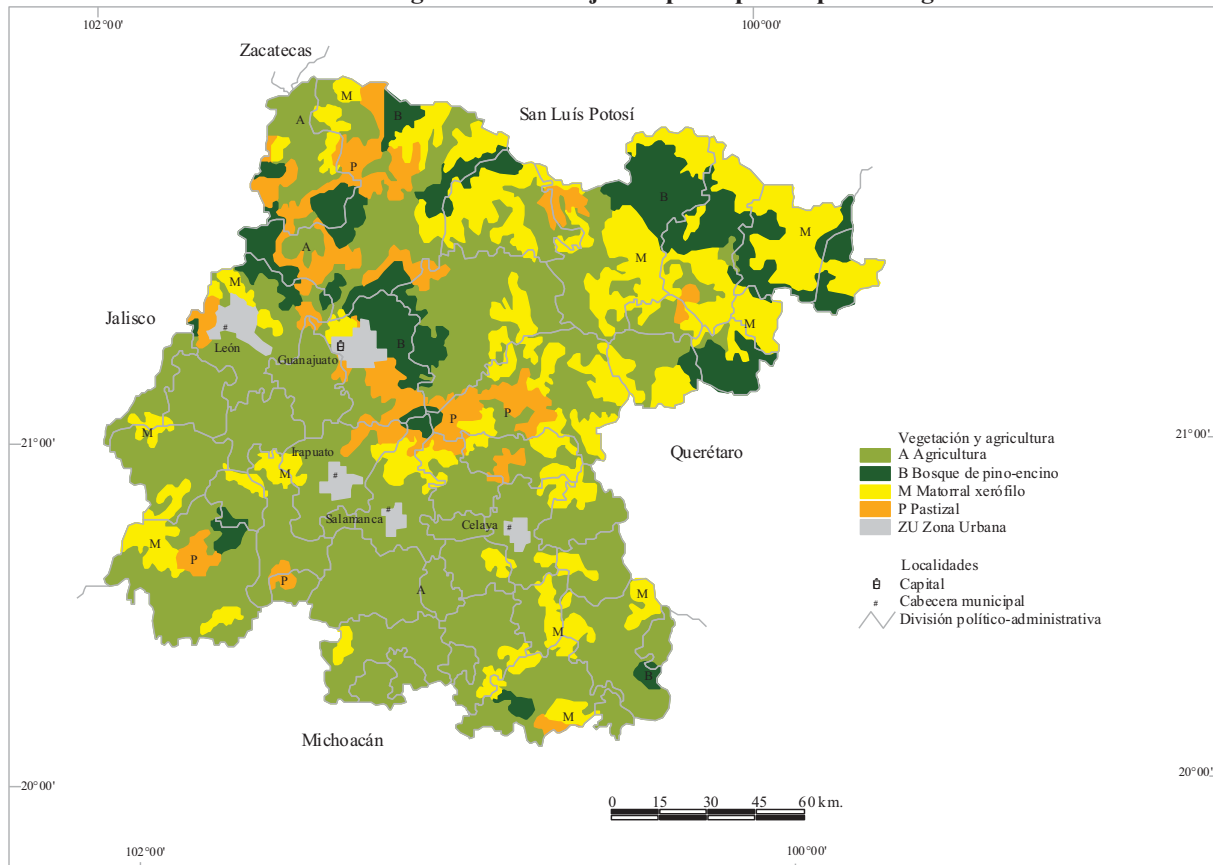 102°00'
100°00'
Zacatecas
M
A
B
San Luís Potosí
P
B
A
M
M
M
Jalisco
M
León
Guanajuato
B
P
P
M
21°00'
21°00'
Irapuato
M
Querétaro
Salamanca
Celaya
M
P
P
A
M
M
B
M
Michoacán
Vegetación y agricultura
A Agricultura
B Bosque de pino-encino
M Matorral xerófilo
P Pastizal
ZU Zona Urbana
Localidades
Capital
# Cabecera municipal
División político-administrativa
20°00'
20°00'
0 15 30 45 60 km.
102°00'
100°00'